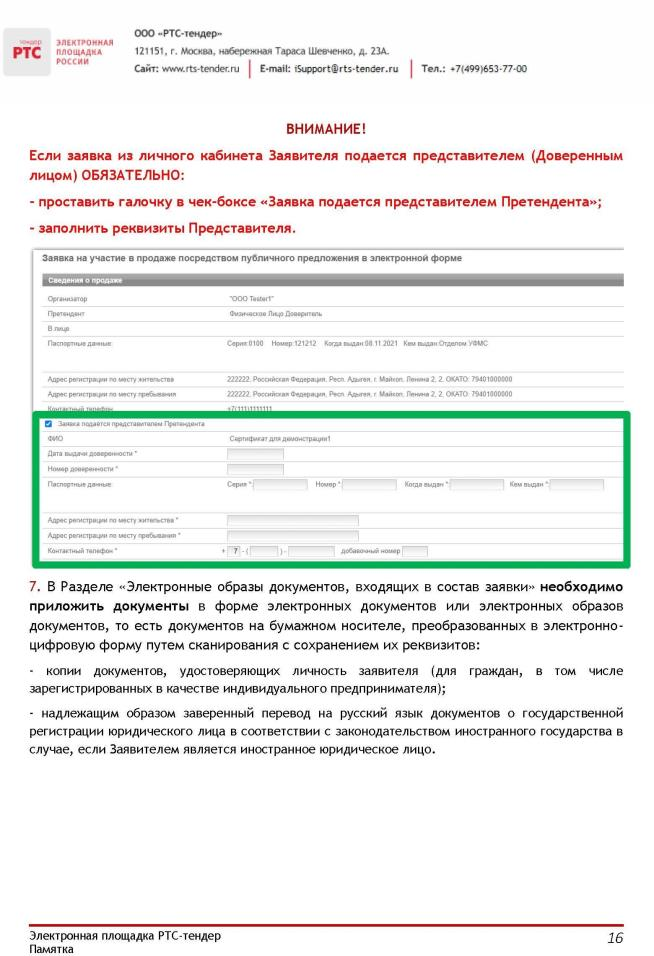 ООО «РТС-тендер»
тендер
РТС
ЭЛЕКТРОННАЯ
ПЛОЩАДКА
РОССИИ
121151, г. Москва, набережная Тараса Шевченко, д. 23А.
Сайт: www.rts-tender.ru | E-mail: iSupport@rts-tender.ru | Тел.: +7(499)653-77-00
ВНИМАНИЕ!
Если заявка из личного кабинета Заявителя подается представителем (Доверенным
лицом) ОБЯЗАТЕЛЬНО:
- проставить галочку в чек-боксе «Заявка подается представителем Претендента»;
- заполнить реквизиты Представителя.
Заявка на участие в продаже посредством публичного предложения в электронной форме
Сведения о продаже
Организатор "ООО Tester1"
Претендент Физическое Лицо Доверитель
В лице
Паспортные данные: Серия:0100 Номер:121212 Когда выдан:08.11.2021 Кем выдан:Отделом УФМС
Адрес регистрации по месту жительства 222222, Российская Федерация, Респ. Адыгея, г. Майкоп, Ленина 2, 2, ОКАТО: 79401000000
Адрес регистрации по месту пребывания 222222, Российская Федерация, Респ. Адыгея, г. Майкоп, Ленина 2, 2, ОКАТО: 79401000000
Контактный телефон +7(111)1111111
Заявка подаётся представителем Претендента
ФИО Сертификат для демонстрации1
Дата выдачи доверенности *
Номер доверенности *
Паспортные данные: Серия *: Номер *: Когда выдан *: Кем выдан *:
Адрес регистрации по месту жительства *
Адрес регистрации по месту пребывания *
Контактный телефон * + 7 - ( ) - добавочный номер
7. В Разделе «Электронные образы документов, входящих в состав заявки» необходимо
приложить документы в форме электронных документов или электронных образов
документов, то есть документов на бумажном носителе, преобразованных в электронно-
цифровую форму путем сканирования с сохранением их реквизитов:
- копии документов, удостоверяющих личность заявителя (для граждан, в том числе
зарегистрированных в качестве индивидуального предпринимателя);
- надлежащим образом заверенный перевод на русский язык документов о государственной
регистрации юридического лица в соответствии с законодательством иностранного государства в
случае, если Заявителем является иностранное юридическое лицо.
Электронная площадка РТС-тендер 16
Памятка